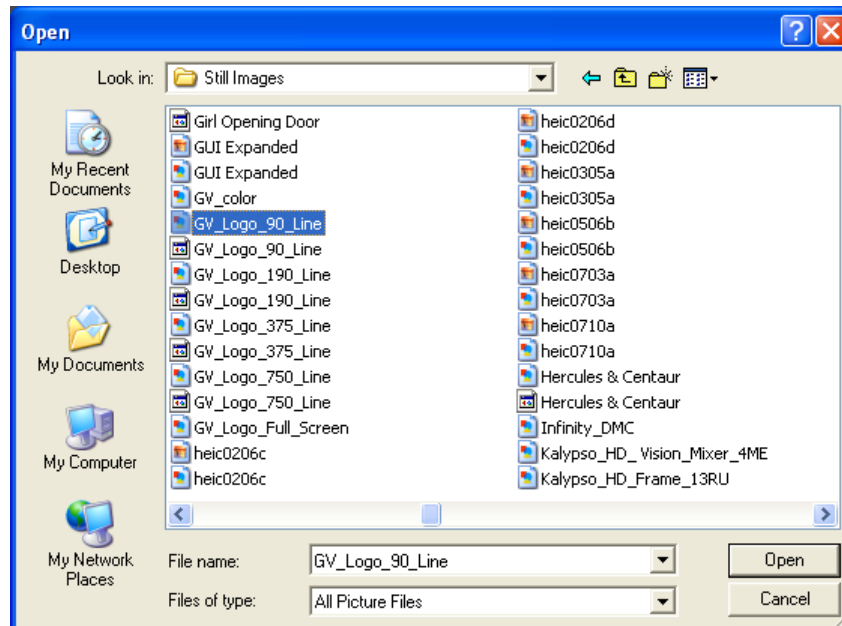 Open
Look in:
Still Images
My Recent
Documents
Desktop
My Documents
My Computer
My Network
Places
Girl Opening Door
GUI Expanded
GUI Expanded
GV_color
GV_Logo_90_Line
GV_Logo_90_Line
GV_Logo_190_Line
GV_Logo_190_Line
GV_Logo_375_Line
GV_Logo_375_Line
GV_Logo_750_Line
GV_Logo_750_Line
GV_Logo_Full_Screen
heic0206c
heic0206c
heic0206d
heic0206d
heic0305a
heic0305a
heic0506b
heic0506b
heic0703a
heic0703a
heic0710a
heic0710a
Hercules & Centaur
Hercules & Centaur
Infinity_DMC
Kalypso_HD_ Vision_Mixer_4ME
Kalypso_HD_Frame_13RU
File name:
GV_Logo_90_Line
Open
Files of type:
All Picture Files
Cancel